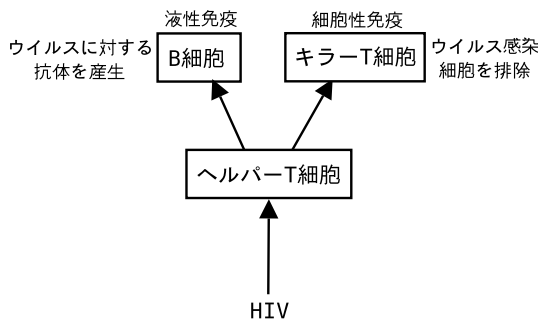 液性免疫
細胞性免疫
ウイルスに対する
抗体を産生
B細胞
キラーT細胞
ウイルス感染
細胞を排除
ヘルパーT細胞
HIV